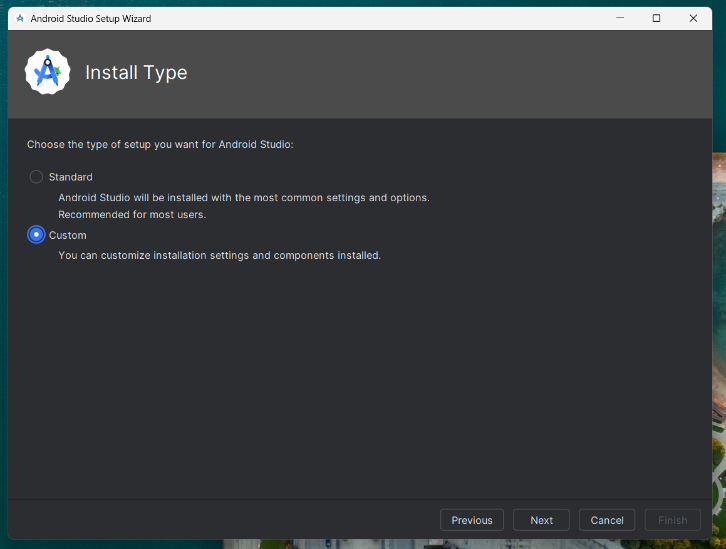 Android Studio Setup Wizard
Install Type
Choose the type of setup you want for Android Studio:
Standard
Android Studio will be installed with the most common settings and options.
Recommended for most users.
Custom
You can customize installation settings and components installed.
Previous
Next
Cancel
Finish